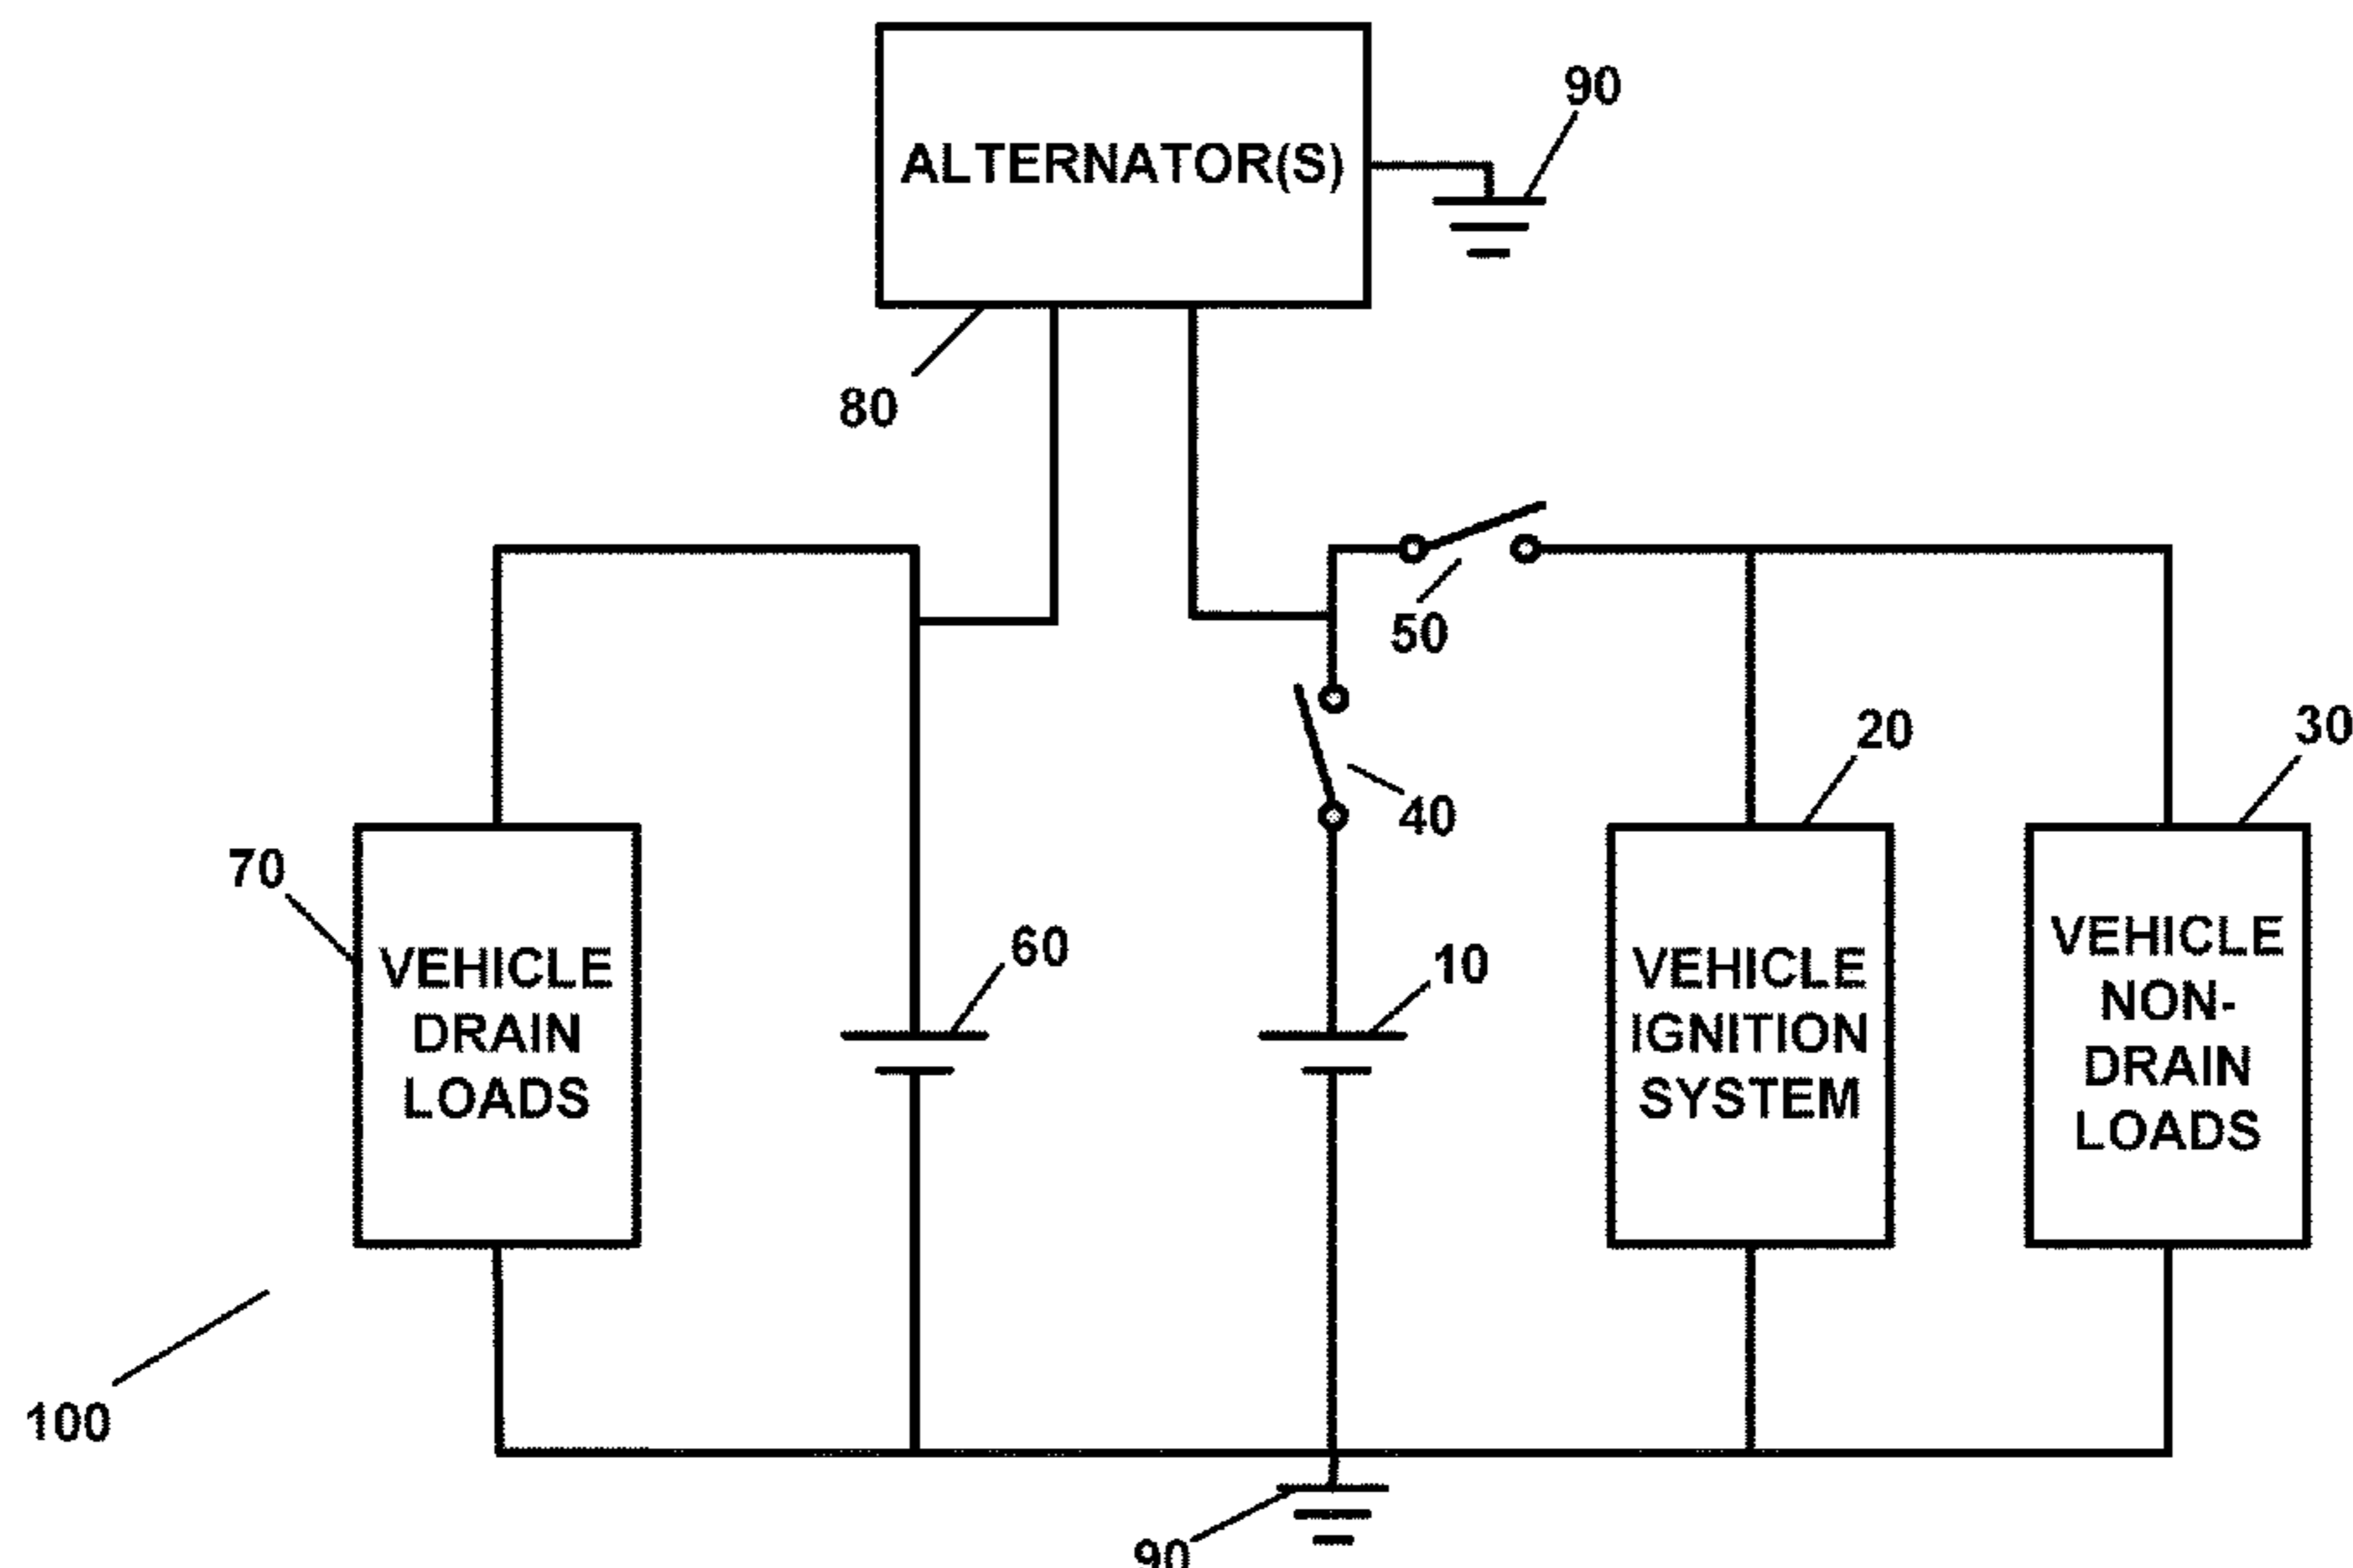 90
ALTERNATOR(S)
80
50
20
30
40
70
60
10
VEHICLE
DRAIN
LOADS
VEHICLE
IGNITION
SYSTEM
VEHICLE
NON-
DRAIN
LOADS
100
90